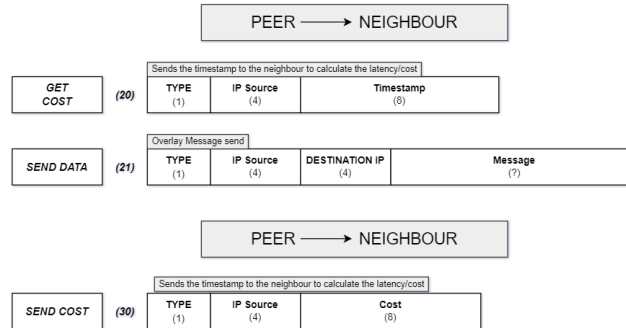 PEER → NEIGHBOUR
Sends the timestamp to the neighbour to calculate the latency/cost
GET COST (20) TYPE (1) IP Source (4) Timestamp (8)
Overlay Message send
SEND DATA (21) TYPE (1) IP Source (4) DESTINATION IP (4) Message (?)
PEER → NEIGHBOUR
Sends the timestamp to the neighbour to calculate the latency/cost
SEND COST (30) TYPE (1) IP Source (4) Cost (8)